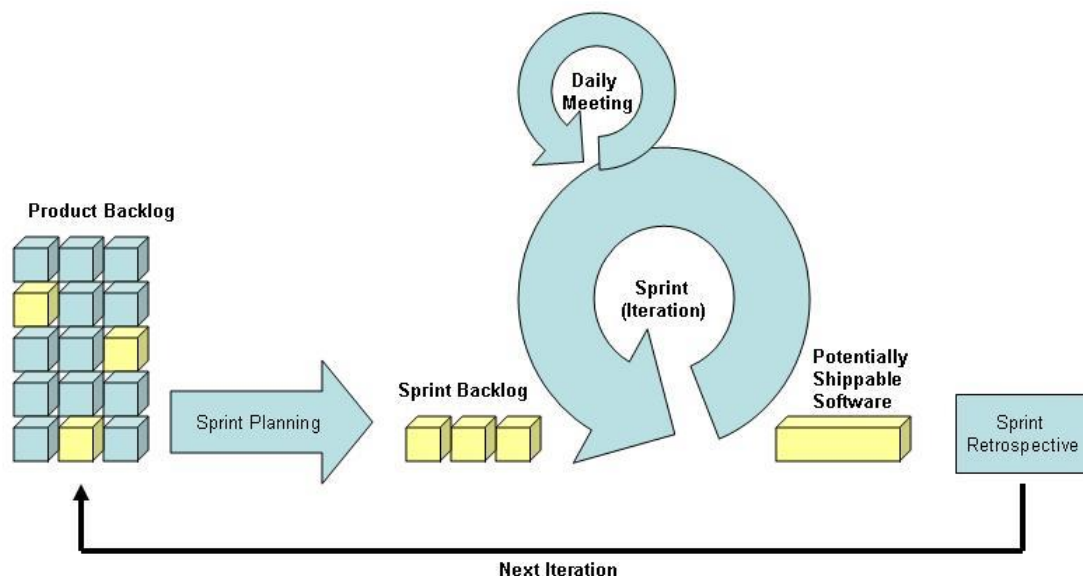 Daily
Meeting
Product Backlog
Sprint
(Iteration)
Sprint Planning
Sprint Backlog
Potentially
Shippable
Software
Sprint
Retrospective
Next Iteration